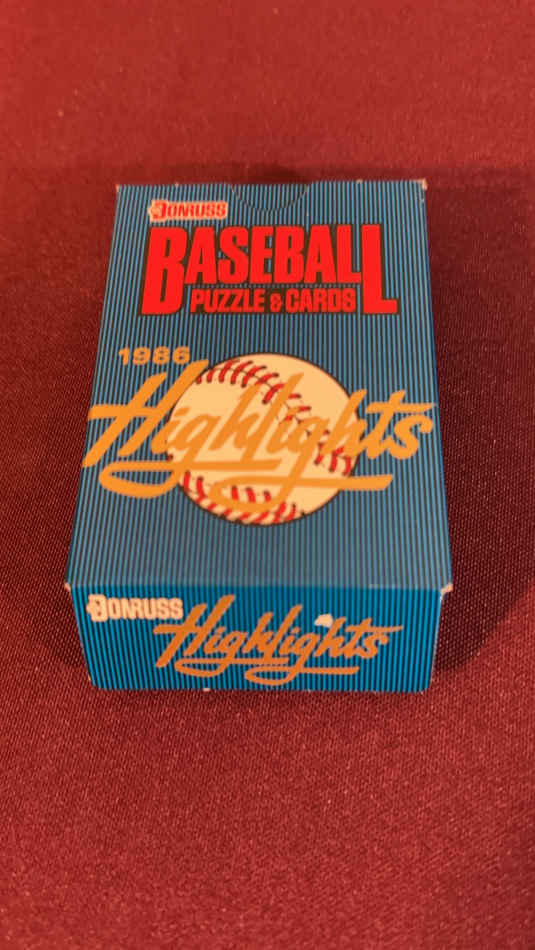 DONRUSS
BASEBALL
PUZZLE & CARDS
1986
Highlights
DONRUSS Highlights